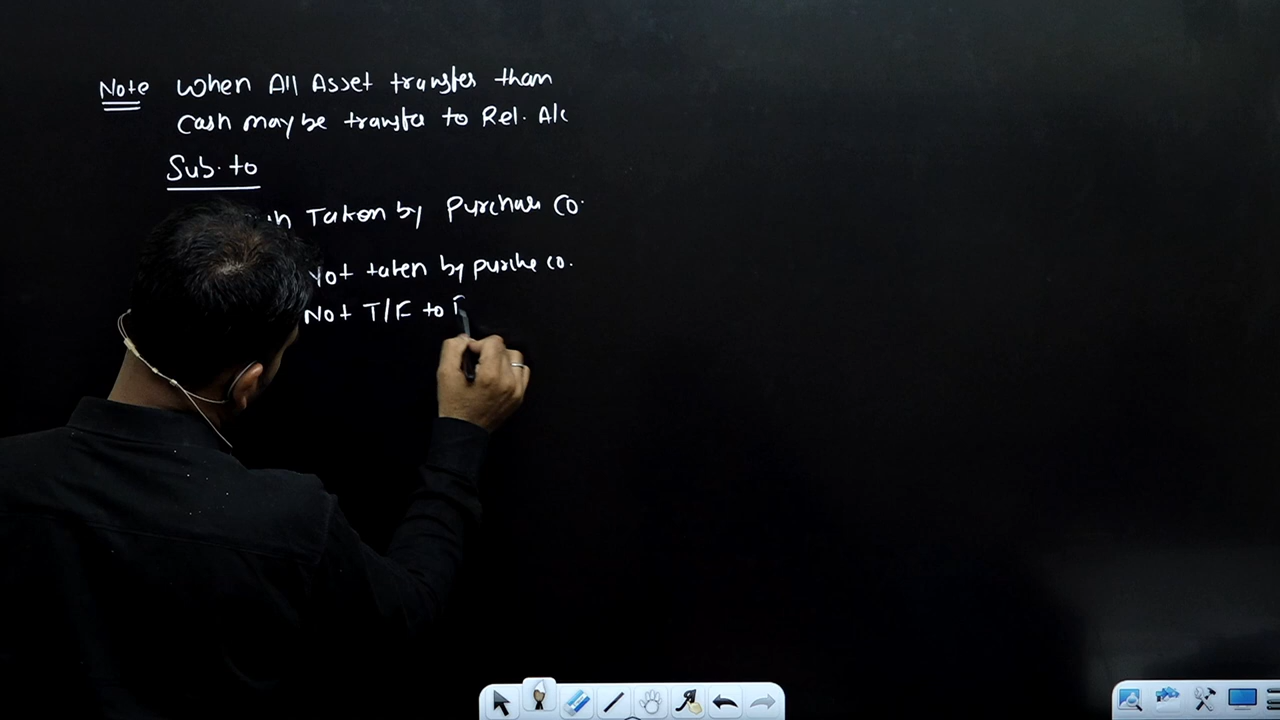 Note When All Asset transfer than
Cash may be transfer to Rel. A/c
Sub. to
Taken by Purchase Co.
Not taken by purche co.
Not T/F to